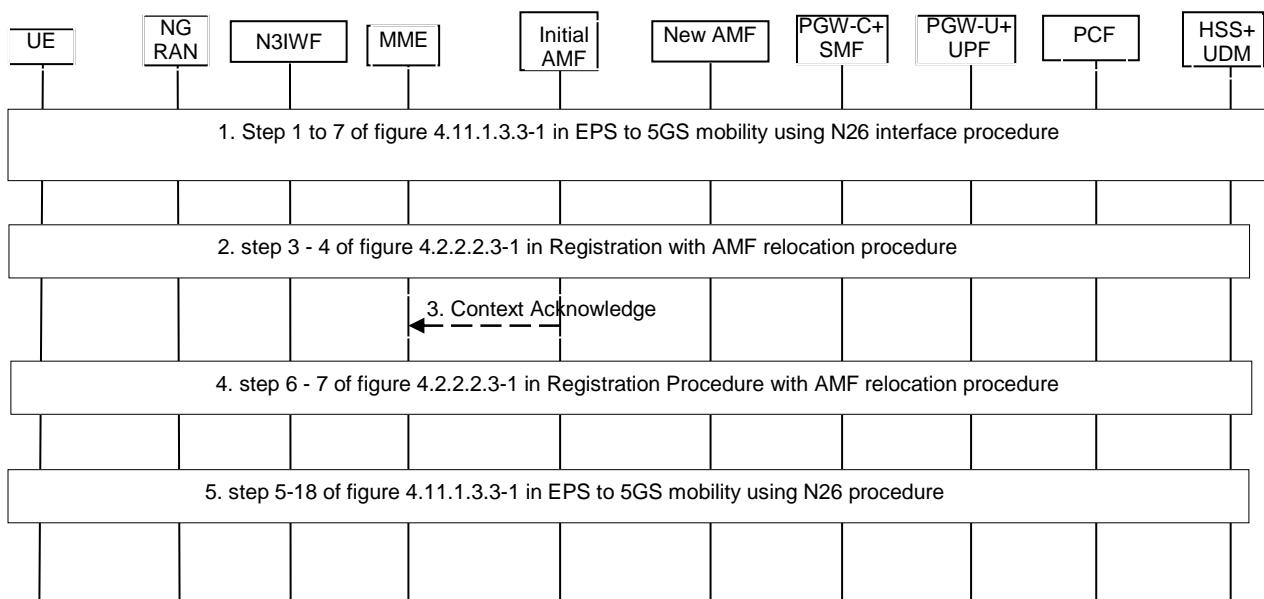 UE
NG
RAN
N3IWF
MME
Initial
AMF
New AMF
PGW-C+
SMF
PGW-U+
UPF
PCF
HSS+
UDM
1. Step 1 to 7 of figure 4.11.1.3.3-1 in EPS to 5GS mobility using N26 interface procedure
2. step 3 - 4 of figure 4.2.2.2.3-1 in Registration with AMF relocation procedure
3. Context Acknowledge
4. step 6 - 7 of figure 4.2.2.2.3-1 in Registration Procedure with AMF relocation procedure
5. step 5-18 of figure 4.11.1.3.3-1 in EPS to 5GS mobility using N26 procedure